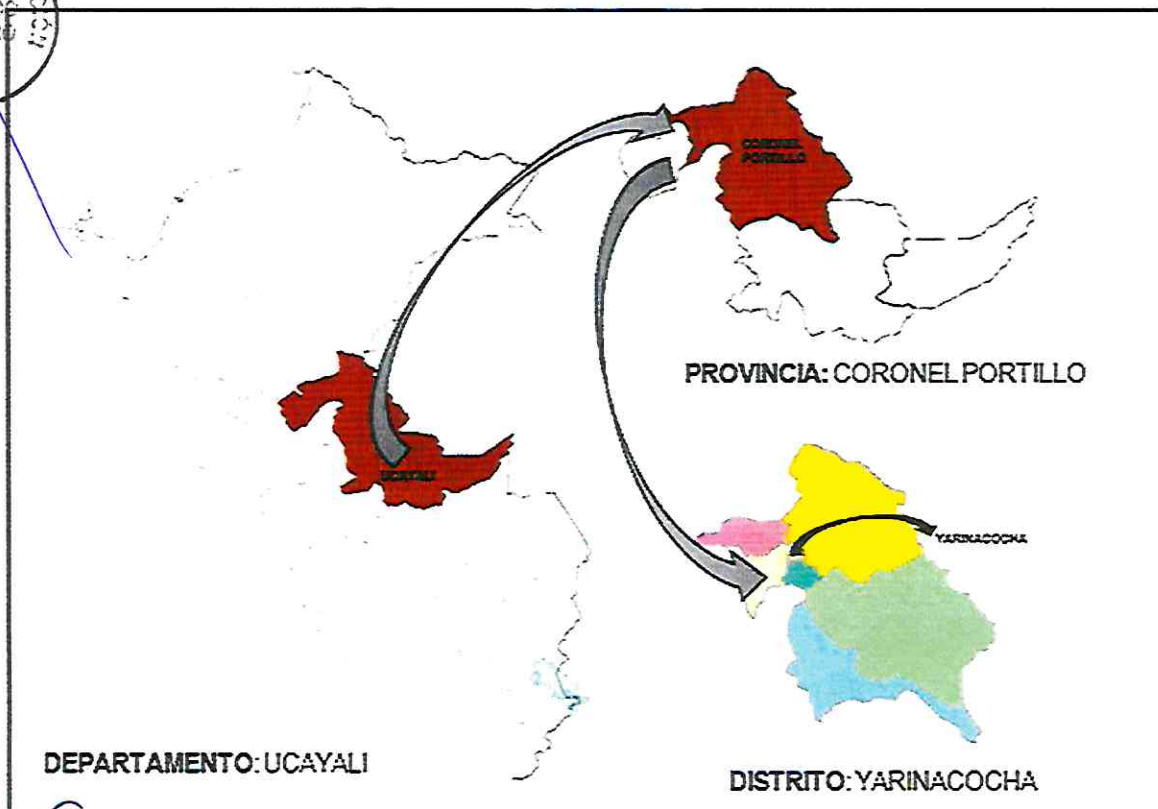 CORONEL
PORTILLO
PROVINCIA: CORONEL PORTILLO
UCAYALI
YARINACOCHA
DEPARTAMENTO: UCAYALI
DISTRITO: YARINACOCHA